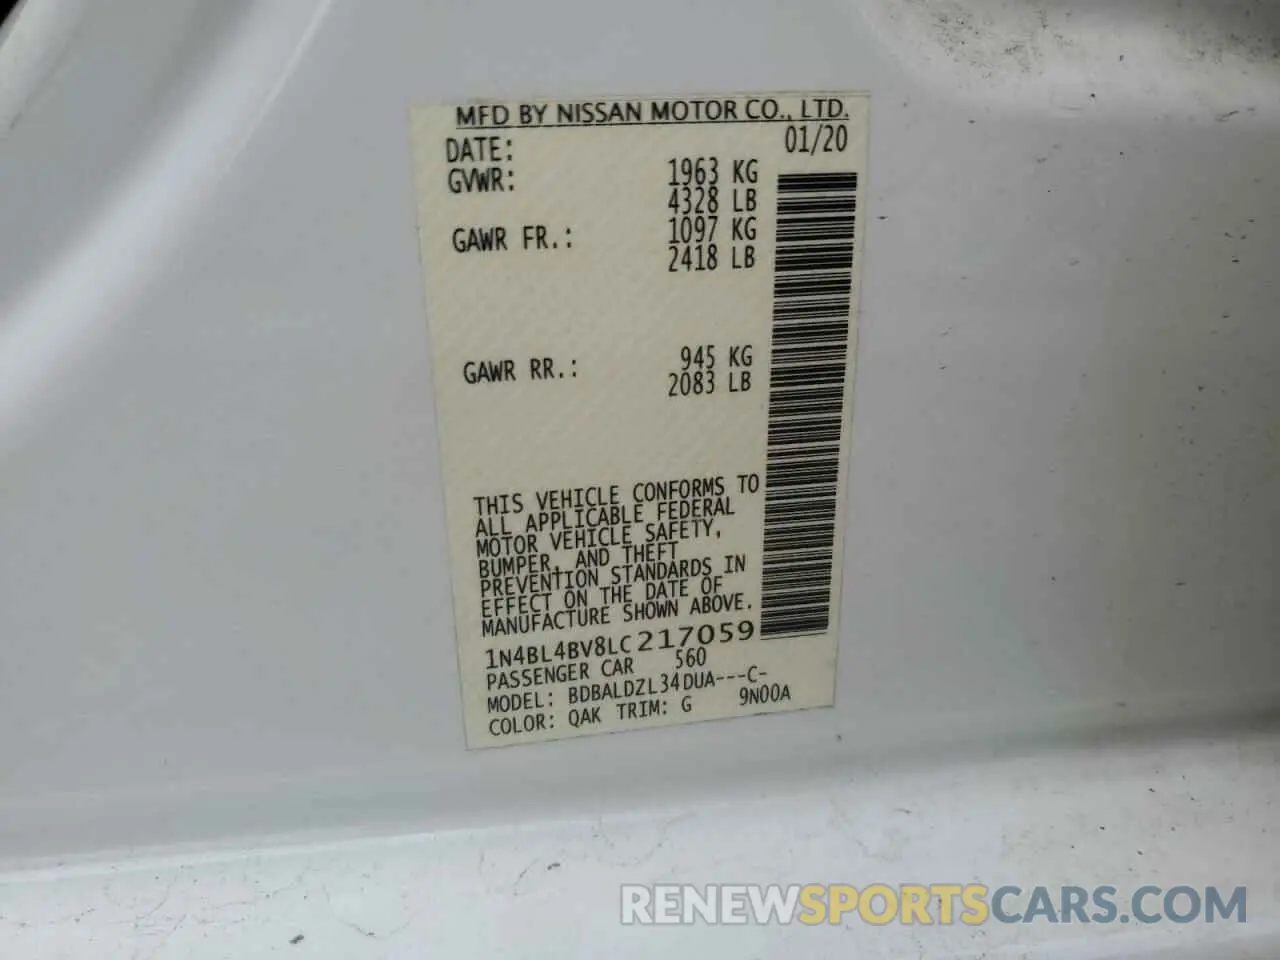 MFD BY NISSAN MOTOR CO., LTD.
DATE: 01/20
GVWR: 1963 KG
4328 LB
GAWR FR.: 1097 KG
2418 LB
GAWR RR.: 945 KG
2083 LB
THIS VEHICLE CONFORMS TO
ALL APPLICABLE FEDERAL
MOTOR VEHICLE SAFETY,
BUMPER, AND THEFT
PREVENTION STANDARDS IN
EFFECT ON THE DATE OF
MANUFACTURE SHOWN ABOVE.
1N4BL4BV8LC217059
PASSENGER CAR 560
MODEL: BDBALDZL34DUA---C-
COLOR: QAK TRIM: G 9N00A
RENEWSPORTSCARS.COM